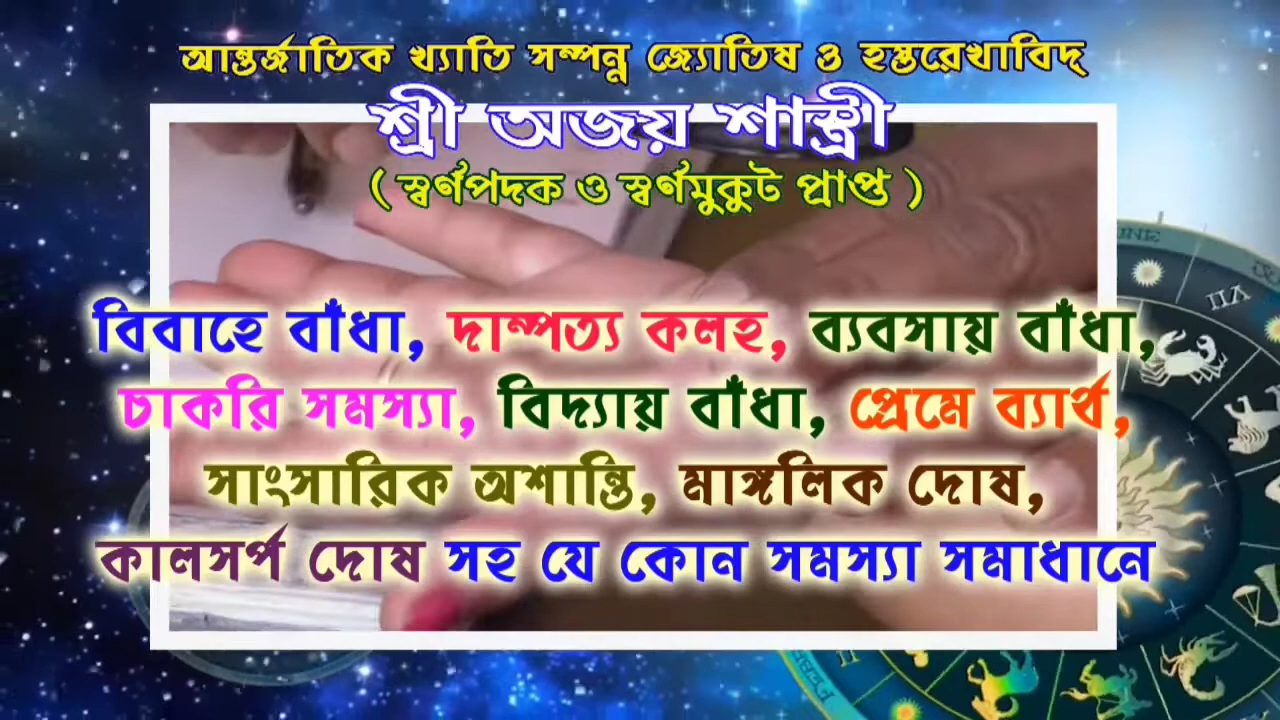 আন্তর্জাতিক খ্যাতি সম্পন্ন জ্যোতিষ ও হস্তরেখাবিদ্
শ্রী অজয় শাস্ত্রী
( স্বর্ণপদক ও স্বর্ণমুকুট প্রাপ্ত )
বিবাহে বাঁধা, দাম্পত্য কলহ, ব্যবসায় বাঁধা,
চাকরি সমস্যা, বিদ্যায় বাঁধা, প্রেমে ব্যার্থ,
সাংসারিক অশান্তি, মাঙ্গলিক দোষ,
কালসর্প দোষ সহ যে কোন সমস্যা সমাধানে